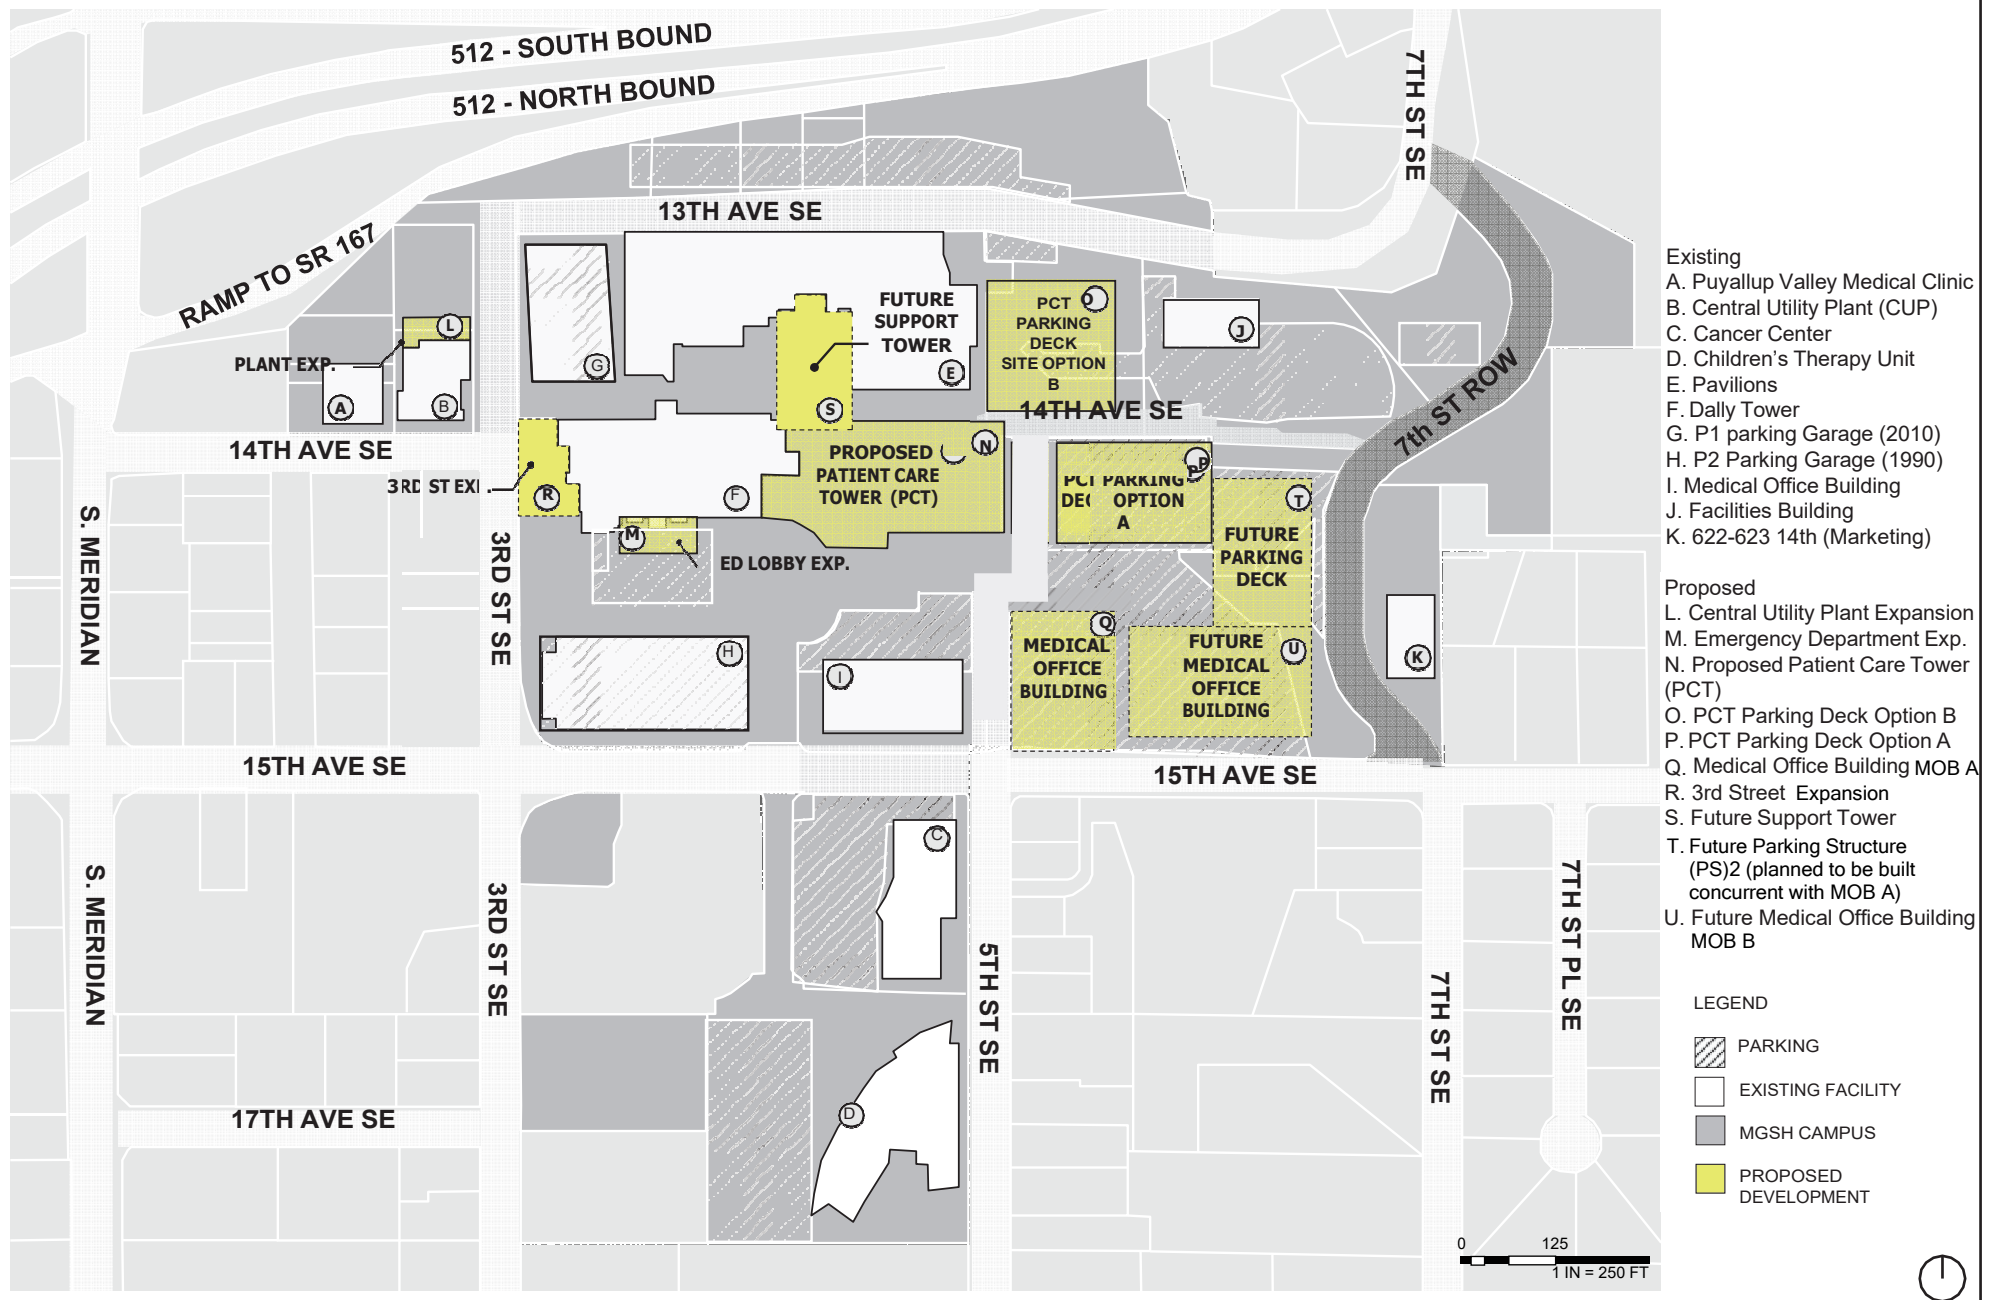 512 - SOUTH BOUND
512 - NORTH BOUND
7TH ST SE
13TH AVE SE
RAMP TO SR 167
L
PLANT EXP.
A
B
G
FUTURE
SUPPORT
TOWER
E
S
PCT
PARKING
DECK
SITE OPTION
B
O
J
14TH AVE SE
14TH AVE SE
7th ST ROW
3RD ST
R
F
PROPOSED
PATIENT CARE
TOWER (PCT)
N
PCT PARKING
OPTION
A
P
P
T
FUTURE
PARKING
DECK
M
ED LOBBY EXP.
S. MERIDIAN
3RD ST SE
H
I
MEDICAL
OFFICE
BUILDING
Q
FUTURE
MEDICAL
OFFICE
BUILDING
U
K
15TH AVE SE
15TH AVE SE
C
S. MERIDIAN
3RD ST SE
5TH ST SE
7TH ST SE
7TH ST PL SE
17TH AVE SE
D
Existing
A. Puyallup Valley Medical Clinic
B. Central Utility Plant (CUP)
C. Cancer Center
D. Children's Therapy Unit
E. Pavilions
F. Dally Tower
G. P1 parking Garage (2010)
H. P2 Parking Garage (1990)
I. Medical Office Building
J. Facilities Building
K. 622-623 14th (Marketing)
Proposed
L. Central Utility Plant Expansion
M. Emergency Department Exp.
N. Proposed Patient Care Tower
(PCT)
O. PCT Parking Deck Option B
P. PCT Parking Deck Option A
Q. Medical Office Building MOB A
R. 3rd Street Expansion
S. Future Support Tower
T. Future Parking Structure
(PS)2 (planned to be built
concurrent with MOB A)
U. Future Medical Office Building
MOB B
LEGEND
PARKING
EXISTING FACILITY
MGSH CAMPUS
PROPOSED
DEVELOPMENT
0 125
1 IN = 250 FT